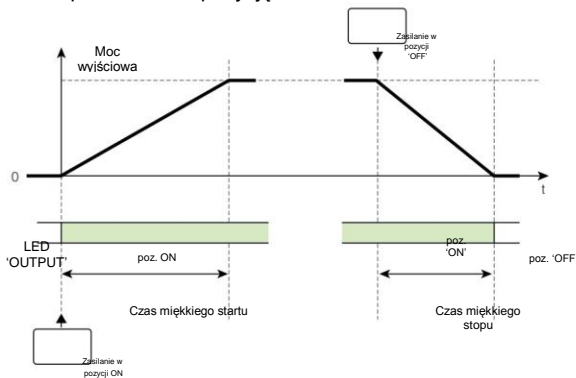 Zasilanie w
pozycji
'OFF'
Moc
wyjściowa
0
t
LED
'OUTPUT'
poz. ON
poz.
'ON'
poz. 'OFF
Czas miękkiego startu
Czas miękkiego
stopu
Zasilanie w
pozycji ON